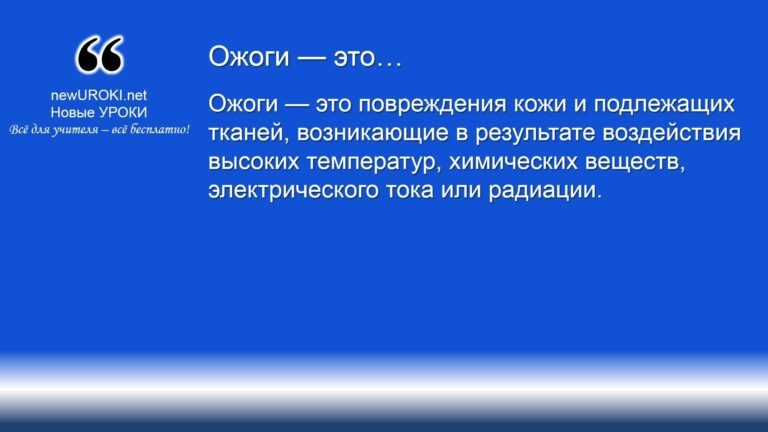 ❝
newUROKI.net
Новые УРОКИ
Всё для учителя – всё бесплатно!
Ожоги — это…
Ожоги — это повреждения кожи и подлежащих
тканей, возникающие в результате воздействия
высоких температур, химических веществ,
электрического тока или радиации.